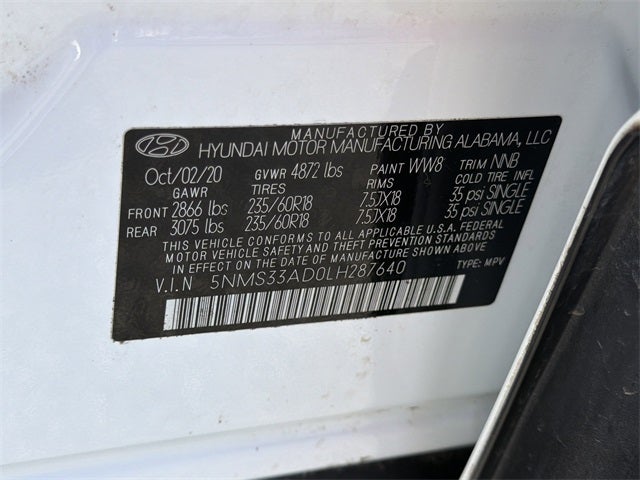 MANUFACTURED BY
HYUNDAI MOTOR MANUFACTURING ALABAMA, LLC
Oct/02/20 GVWR 4872 lbs PAINT WW8 TRIM NNB
GAWR TIRES RIMS COLD TIRE INFL
FRONT 2866 lbs 235/60R18 7.5JX18 35 psi SINGLE
REAR 3075 lbs 235/60R18 7.5JX18 35 psi SINGLE
THIS VEHICLE CONFORMS TO ALL APPLICABLE U.S.A. FEDERAL
MOTOR VEHICLE SAFETY AND THEFT PREVENTION STANDARDS
IN EFFECT ON THE DATE OF MANUFACTURE SHOWN ABOVE
V.I.N 5NMS33AD0LH287640 TYPE: MPV